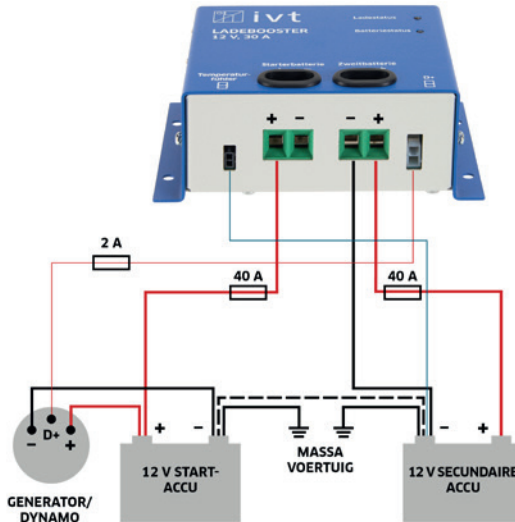 ivt
Ladestatus
LADEBOOSTER
12 V, 30 A
Batteriestatus
Starterbatterie
Zweitbatterie
Temperatur-
fühler
D+
+ −
− +
2 A
40 A
40 A
D+
− +
+ −
− +
12 V START-
ACCU
MASSA
VOERTUIG
12 V SECUNDAIRE
ACCU
GENERATOR/
DYNAMO